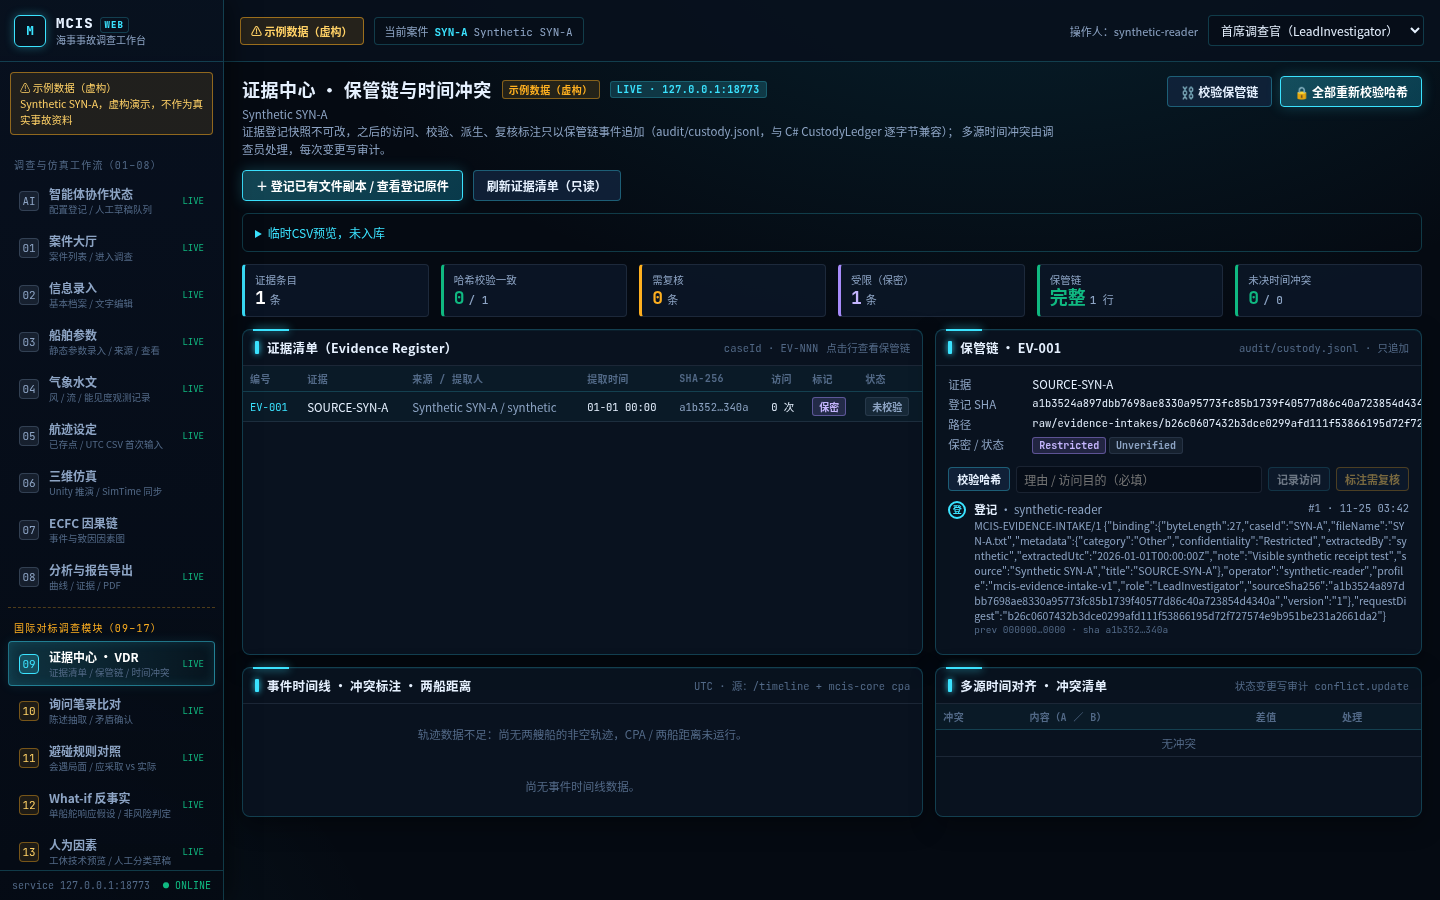 M
MCIS WEB
海事事故调查工作台
⚠ 示例数据（虚构）
当前案件 SYN-A Synthetic SYN-A
操作人：synthetic-reader
首席调查官（LeadInvestigator）
⚠ 示例数据（虚构）
Synthetic SYN-A，虚构演示，不作为真
实事故资料
调查与仿真工作流（01–08）
AI 智能体协作状态 LIVE
配置登记 / 人工草稿队列
01 案件大厅 LIVE
案件列表 / 进入调查
02 信息录入 LIVE
基本档案 / 文字编辑
03 船舶参数 LIVE
静态参数录入 / 来源 / 查看
04 气象水文 LIVE
风 / 流 / 能见度观测记录
05 航迹设定 LIVE
已存点 / UTC CSV 首次输入
06 三维仿真
Unity 推演 / SimTime 同步
07 ECFC 因果链
事件与致因因素图
08 分析与报告导出 LIVE
曲线 / 证据 / PDF
国际对标调查模块（09–17）
09 证据中心 · VDR LIVE
证据清单 / 保管链 / 时间冲突
10 询问笔录比对 LIVE
陈述抽取 / 矛盾确认
11 避碰规则对照 LIVE
会遇局面 / 应采取 vs 实际
12 What-if 反事实 LIVE
单船舵响应假设 / 非风险判定
13 人为因素 LIVE
工休技术预览 / 人工分类草稿
service 127.0.0.1:18773 ONLINE
证据中心 · 保管链与时间冲突 示例数据（虚构） LIVE · 127.0.0.1:18773
Synthetic SYN-A
证据登记快照不可改，之后的访问、校验、派生、复核标注只以保管链事件追加（audit/custody.jsonl，与 C# CustodyLedger 逐字节兼容）； 多源时间冲突由调
查员处理，每次变更写审计。
⛓ 校验保管链
🔒 全部重新校验哈希
＋ 登记已有文件副本 / 查看登记原件
刷新证据清单（只读）
▶ 临时CSV预览，未入库
证据条目
1 条
哈希校验一致
0 / 1
需复核
0 条
受限（保密）
1 条
保管链
完整 1 行
未决时间冲突
0 / 0
证据清单（Evidence Register） caseId · EV-NNN 点击行查看保管链
编号 证据 来源 / 提取人 提取时间 SHA-256 访问 标记 状态
EV-001 SOURCE-SYN-A Synthetic SYN-A / synthetic 01-01 00:00 a1b352…340a 0 次 保密 未校验
保管链 · EV-001 audit/custody.jsonl · 只追加
证据 SOURCE-SYN-A
登记 SHA a1b3524a897dbb7698ae8330a95773fc85b1739f40577d86c40a723854d434
路径 raw/evidence-intakes/b26c0607432b3dce0299afd111f53866195d72f72
保密 / 状态 Restricted Unverified
校验哈希 理由 / 访问目的（必填） 记录访问 标注需复核
登 登记 · synthetic-reader #1 · 11-25 03:42
MCIS-EVIDENCE-INTAKE/1 {"binding":{"byteLength":27,"caseId":"SYN-A","fileName":"SY
N-A.txt","metadata":{"category":"Other","confidentiality":"Restricted","extractedBy":"sy
nthetic","extractedUtc":"2026-01-01T00:00:00Z","note":"Visible synthetic receipt test","s
ource":"Synthetic SYN-A","title":"SOURCE-SYN-A"},"operator":"synthetic-reader","profil
e":"mcis-evidence-intake-v1","role":"LeadInvestigator","sourceSha256":"a1b3524a897d
bb7698ae8330a95773fc85b1739f40577d86c40a723854d4340a","version":"1"},"requestDi
gest":"b26c0607432b3dce0299afd111f53866195d72f727574e9b951be231a2661da2"}
prev 000000…0000 · sha a1b352…340a
事件时间线 · 冲突标注 · 两船距离 UTC · 源：/timeline + mcis-core cpa
轨迹数据不足：尚无两艘船的非空轨迹，CPA / 两船距离未运行。
尚无事件时间线数据。
多源时间对齐 · 冲突清单 状态变更写审计 conflict.update
冲突 内容（A ／ B） 差值 处理
无冲突